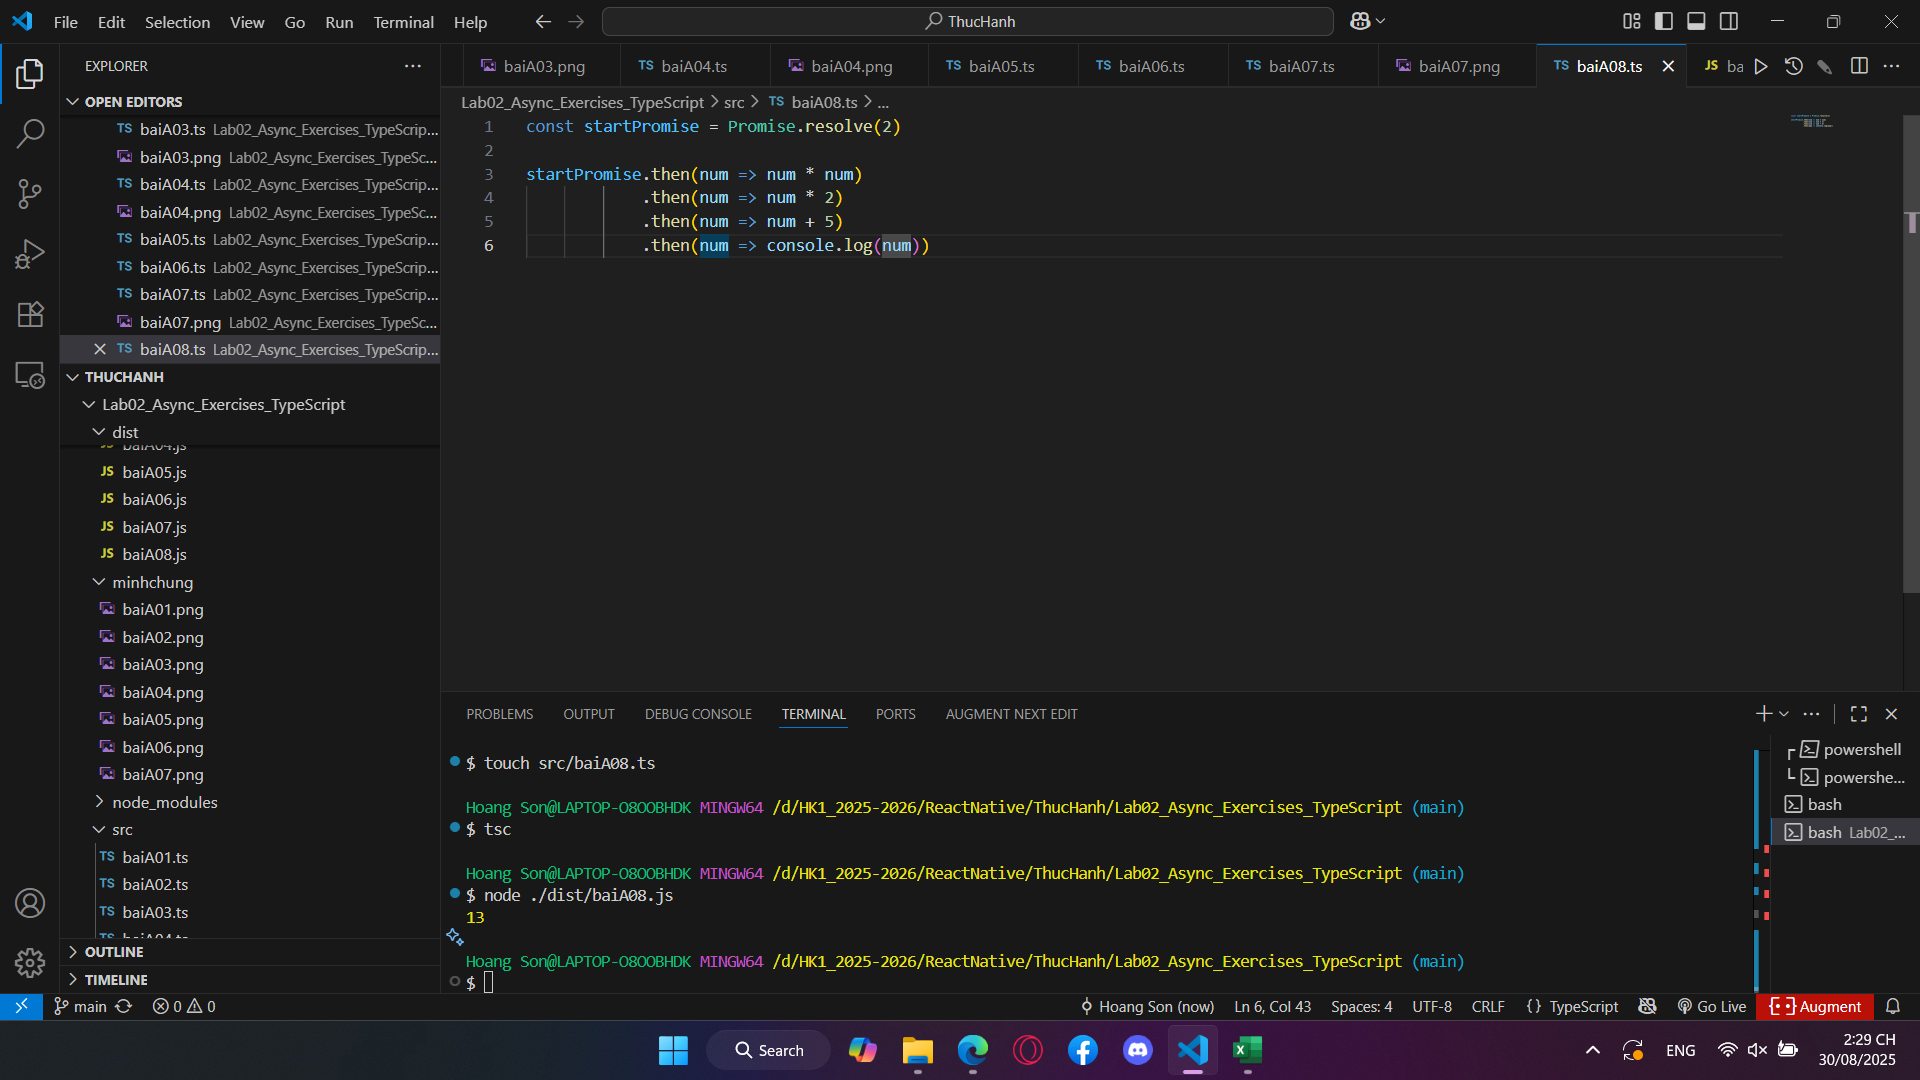 File Edit Selection View Go Run Terminal Help
ThucHanh
EXPLORER
OPEN EDITORS
baiA03.ts Lab02_Async_Exercises_TypeScrip...
baiA03.png Lab02_Async_Exercises_TypeSc...
baiA04.ts Lab02_Async_Exercises_TypeScrip...
baiA04.png Lab02_Async_Exercises_TypeSc...
baiA05.ts Lab02_Async_Exercises_TypeScrip...
baiA06.ts Lab02_Async_Exercises_TypeScrip...
baiA07.ts Lab02_Async_Exercises_TypeScrip...
baiA07.png Lab02_Async_Exercises_TypeSc...
TS baiA08.ts Lab02_Async_Exercises_TypeScrip...
THUCHANH
Lab02_Async_Exercises_TypeScript
dist
baiA04.js
JS baiA05.js
JS baiA06.js
JS baiA07.js
JS baiA08.js
minhchung
baiA01.png
baiA02.png
baiA03.png
baiA04.png
baiA05.png
baiA06.png
baiA07.png
node_modules
src
TS baiA01.ts
TS baiA02.ts
TS baiA03.ts
TS baiA04.ts
OUTLINE
TIMELINE
baiA03.png TS baiA04.ts baiA04.png TS baiA05.ts TS baiA06.ts TS baiA07.ts baiA07.png TS baiA08.ts JS ba
Lab02_Async_Exercises_TypeScript > src > TS baiA08.ts > ...
1 const startPromise = Promise.resolve(2)
2
3 startPromise.then(num => num * num)
4 .then(num => num * 2)
5 .then(num => num + 5)
6 .then(num => console.log(num))
PROBLEMS OUTPUT DEBUG CONSOLE TERMINAL PORTS AUGMENT NEXT EDIT
$ touch src/baiA08.ts
Hoang Son@LAPTOP-O8OOBHDK MINGW64 /d/HK1_2025-2026/ReactNative/ThucHanh/Lab02_Async_Exercises_TypeScript (main)
$ tsc
Hoang Son@LAPTOP-O8OOBHDK MINGW64 /d/HK1_2025-2026/ReactNative/ThucHanh/Lab02_Async_Exercises_TypeScript (main)
$ node ./dist/baiA08.js
13
Hoang Son@LAPTOP-O8OOBHDK MINGW64 /d/HK1_2025-2026/ReactNative/ThucHanh/Lab02_Async_Exercises_TypeScript (main)
$
powershell
powershe...
bash
bash Lab02_...
main 0 0 Hoang Son (now) Ln 6, Col 43 Spaces: 4 UTF-8 CRLF {} TypeScript Go Live Augment
Search
ENG
2:29 CH
30/08/2025